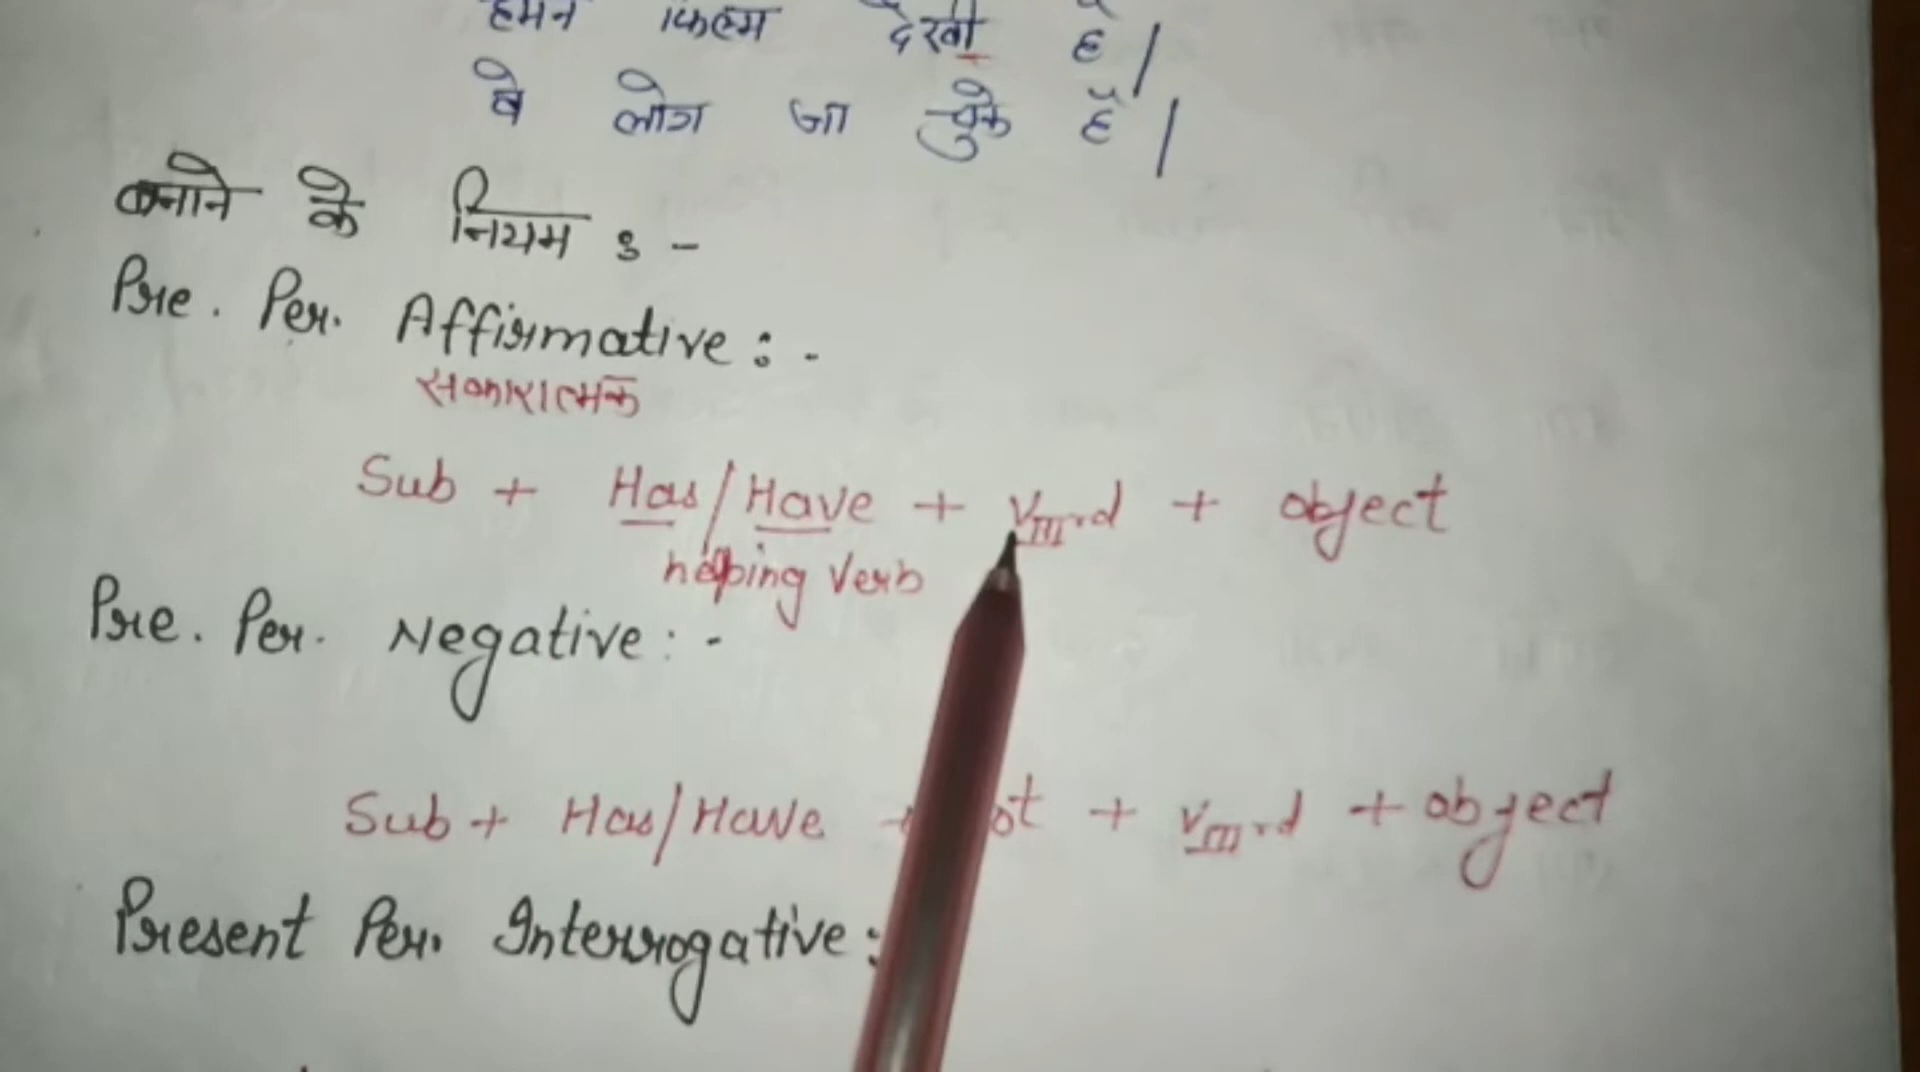 हमने फिल्म देखी है।
वे लोग जा चुके हैं।
बनाने के नियम :-
Pre. Per. Affirmative :-
सकारात्मक
Sub + Has/Have + VIIIrd + object
helping Verb
Pre. Per. Negative :-
Sub + Has/Have + + VIIIrd + object
Present Per. Interrogative :